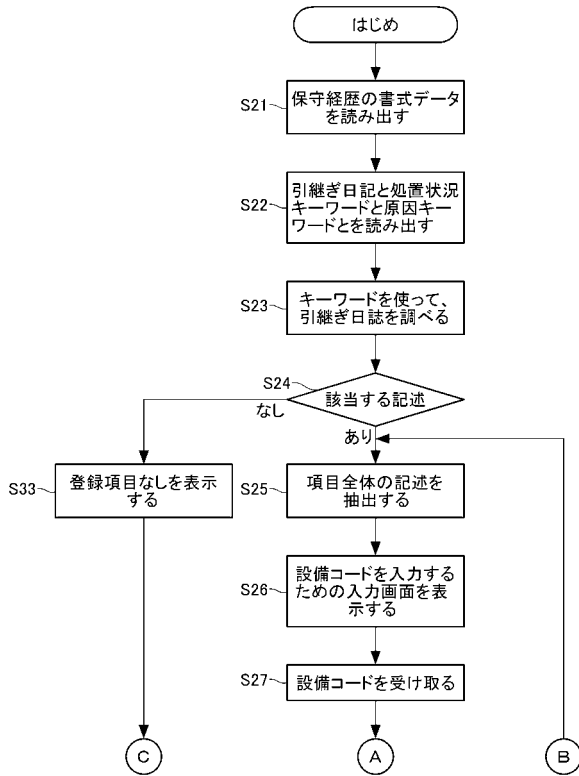 はじめ
S21
保守経歴の書式データ
を読み出す
S22
引継ぎ日記と処置状況
キーワードと原因キー
ワードとを読み出す
S23
キーワードを使って、
引継ぎ日誌を調べる
S24
該当する記述
なし
あり
S33
登録項目なしを表示
する
S25
項目全体の記述を
抽出する
S26
設備コードを入力する
ための入力画面を表
示する
S27
設備コードを受け取る
C
A
B